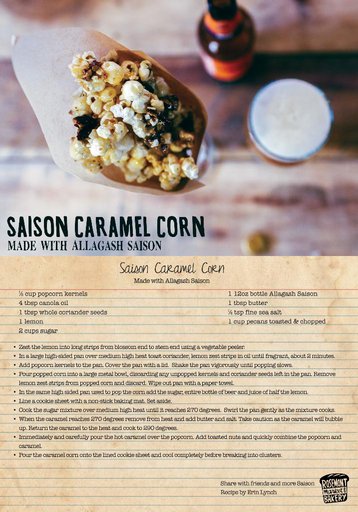 SAISON CARAMEL CORN
MADE WITH ALLAGASH SAISON
Saison Caramel Corn
Made with Allagash Saison
½ cup popcorn kernels
4 tbsp canola oil
1 tbsp whole coriander seeds
1 lemon
2 cups sugar
1 12oz bottle Allagash Saison
1 tbsp butter
½ tsp fine sea salt
1 cup pecans toasted & chopped
• Zest the lemon into long strips from blossom end to stem end using a vegetable peeler
• In a large high-sided pan over medium high heat toast coriander, lemon zest strips in oil until fragrant, about 2 minutes.
• Add popcorn kernels to the pan. Cover the pan with a lid. Shake the pan vigorously until popping slows.
• Pour popped corn into a large metal bowl, discarding any unpopped kernels and coriander seeds left in the pan. Remove
lemon zest strips from popped corn and discard. Wipe out pan with a paper towel.
• In the same high sided pan used to pop the corn add the sugar, entire bottle of beer and juice of half the lemon.
• Line a cookie sheet with a non-stick baking mat. Set aside.
• Cook the sugar mixture over medium high heat until it reaches 270 degrees. Swirl the pan gently as the mixture cooks.
• When the caramel reaches 270 degrees remove from heat and add butter and salt. Take caution as the caramel will bubble
up. Return the caramel to the heat and cook to 290 degrees.
• Immediately and carefully pour the hot caramel over the popcorn. Add toasted nuts and quickly combine the popcorn and
caramel.
• Pour the caramel corn onto the lined cookie sheet and cool completely before breaking into clusters.
Share with friends and more Saison
Recipe by Erin Lynch
ROSEMONT
MARKET
BAKERY